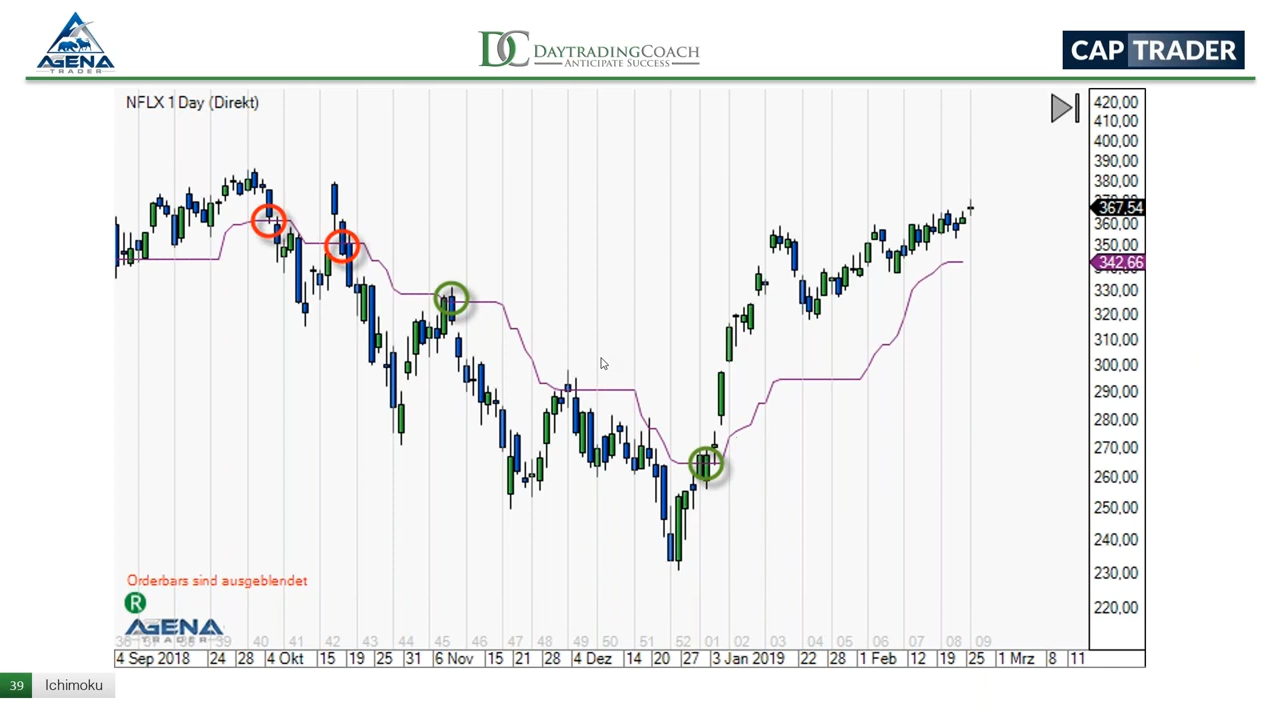 AGENA
TRADER
DC DAYTRADINGCOACH
ANTICIPATE SUCCESS
CAP TRADER
NFLX 1 Day (Direkt)
420,00
410,00
400,00
390,00
380,00
367,54
360,00
350,00
342,66
330,00
320,00
310,00
300,00
290,00
280,00
270,00
260,00
250,00
240,00
230,00
220,00
Orderbars sind ausgeblendet
R
AGENA
TRADER
38 39 40 41 42 43 44 45 46 47 48 49 50 51 52 01 02 03 04 05 06 07 08 09
4 Sep 2018 24 28 4 Okt 15 19 25 31 6 Nov 15 21 28 4 Dez 14 20 27 3 Jan 2019 22 28 1 Feb 12 19 25 1 Mrz 8 11
39 Ichimoku